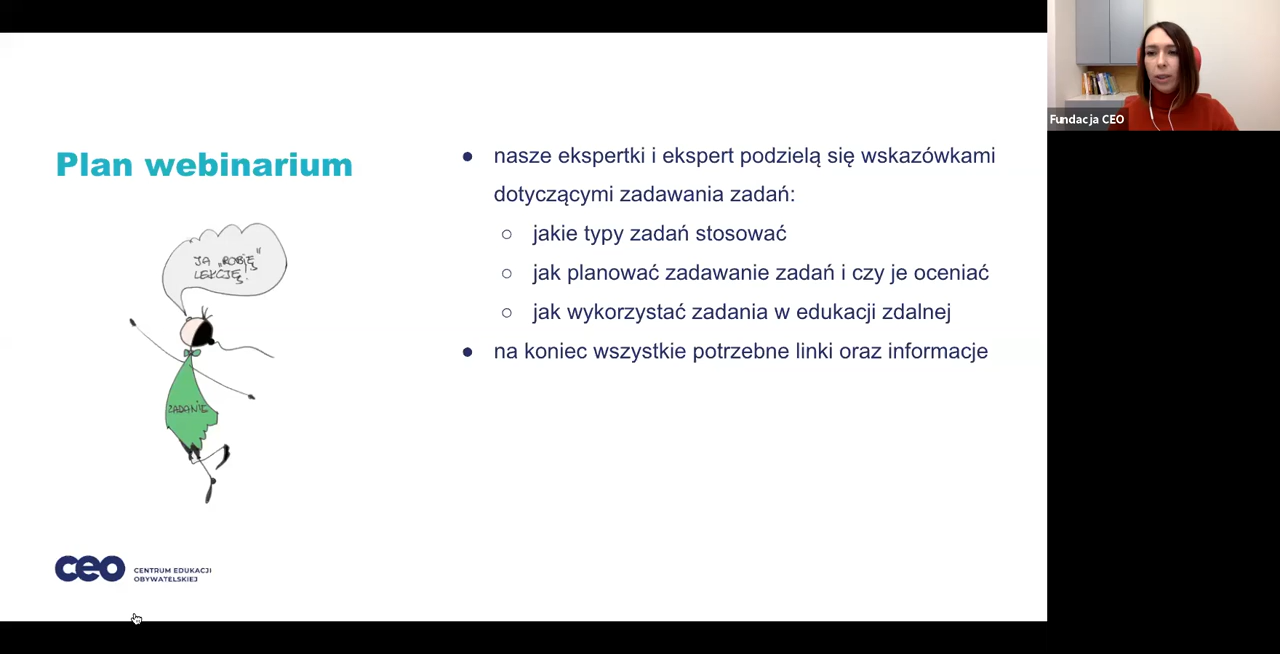 Plan webinarium
JA „ROBIĘ”
LEKCJĘ!
ZADANIE
nasze ekspertki i ekspert podzielą się wskazówkami
dotyczącymi zadawania zadań:
jakie typy zadań stosować
jak planować zadawanie zadań i czy je oceniać
jak wykorzystać zadania w edukacji zdalnej
na koniec wszystkie potrzebne linki oraz informacje
ceo
CENTRUM EDUKACJI
OBYWATELSKIEJ
Fundacja CEO